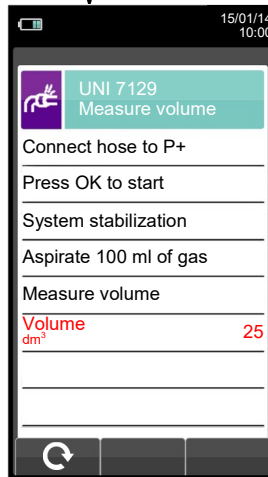 15/01/14
10:00
UNI 7129
Measure volume
Connect hose to P+
Press OK to start
System stabilization
Aspirate 100 ml of gas
Measure volume
Volume 25
dm³